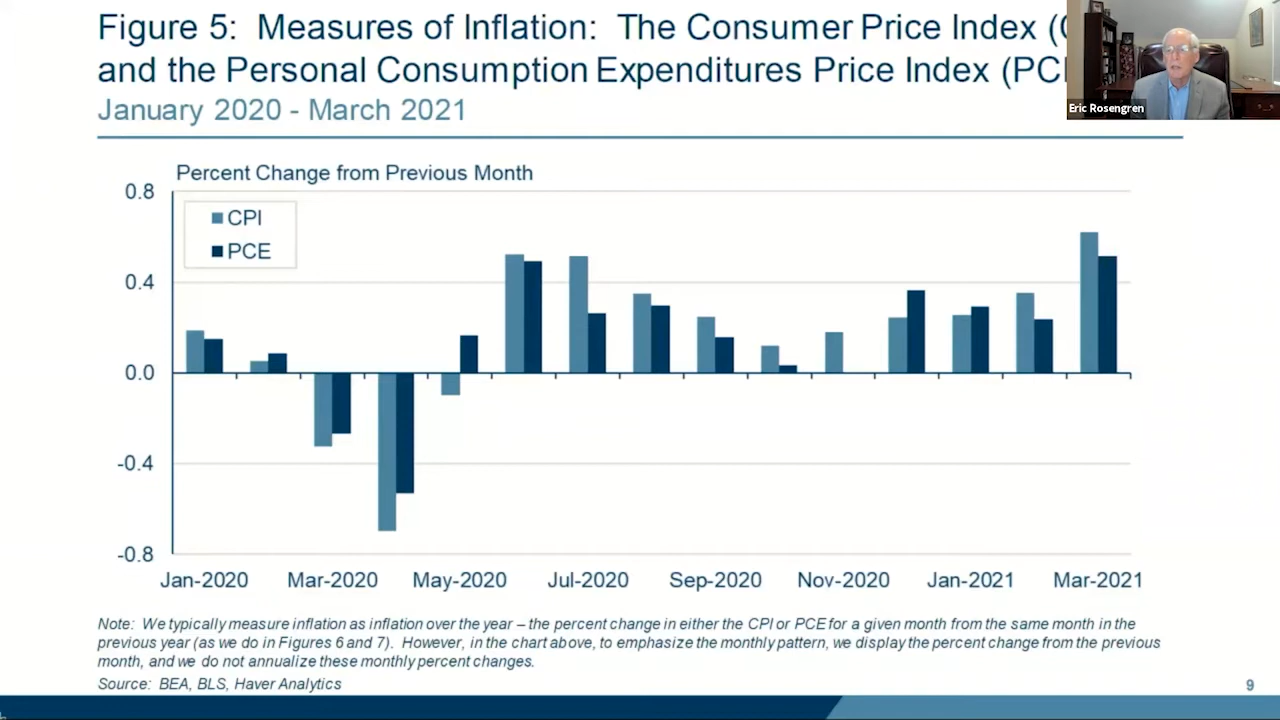 Figure 5: Measures of Inflation: The Consumer Price Index
and the Personal Consumption Expenditures Price Index
January 2020 - March 2021
Eric Rosengren
Percent Change from Previous Month
0.8
CPI
PCE
0.4
0.0
-0.4
-0.8
Jan-2020 Mar-2020 May-2020 Jul-2020 Sep-2020 Nov-2020 Jan-2021 Mar-2021
Note: We typically measure inflation as inflation over the year – the percent change in either the CPI or PCE for a given month from the same month in the
previous year (as we do in Figures 6 and 7). However, in the chart above, to emphasize the monthly pattern, we display the percent change from the previous
month, and we do not annualize these monthly percent changes.
Source: BEA, BLS, Haver Analytics
9